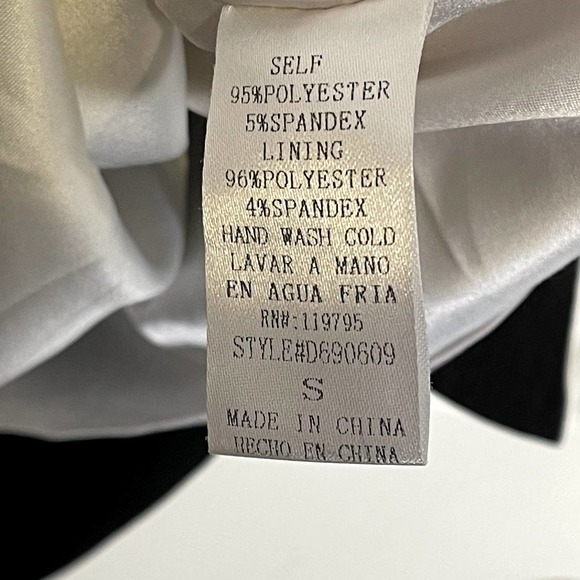 SELF
95%POLYESTER
5%SPANDEX
LINING
96%POLYESTER
4%SPANDEX
HAND WASH COLD
LAVAR A MANO
EN AGUA FRIA
RN#:119795
STYLE#D690609
S
MADE IN CHINA
HECHO EN CHINA